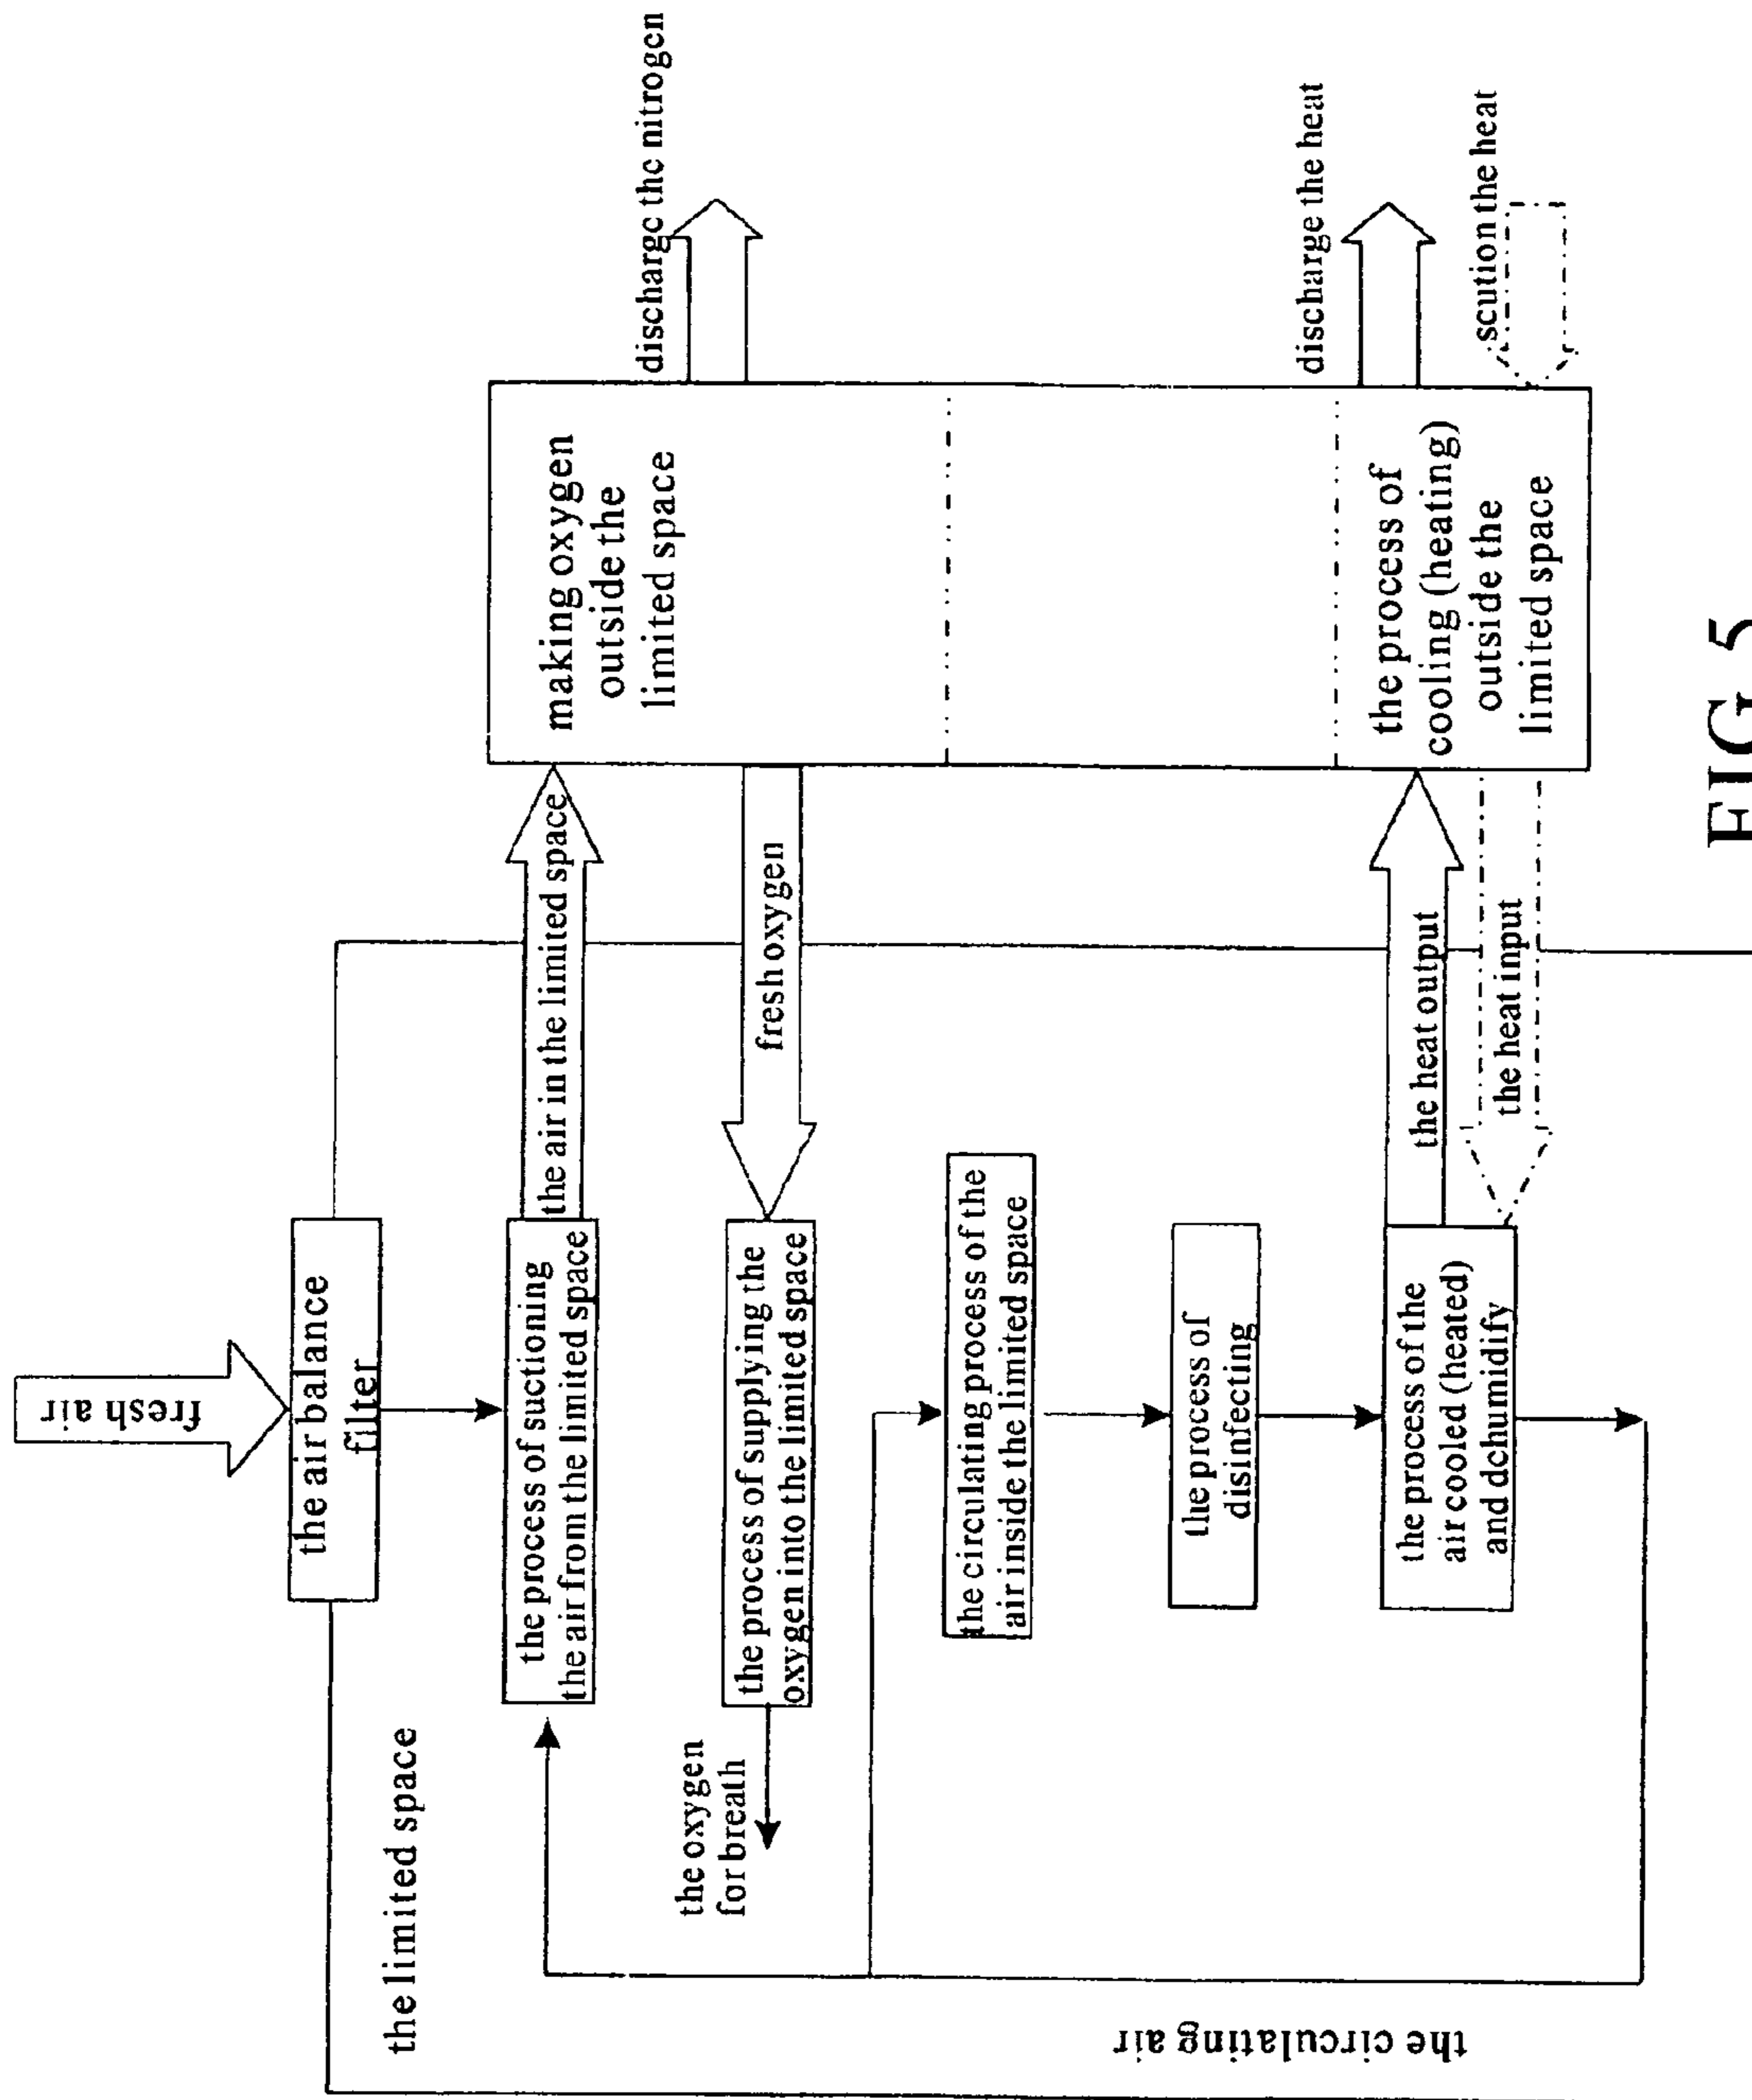 fresh air
the air balance
filter
the limited space
the process of suctioning
the air from the limited space
the air in the limited space
making oxygen
outside the
limited space
discharge the nitrogen
the process of supplying the
oxygen into the limited space
fresh oxygen
the oxygen
for breath
the circulating process of the
air inside the limited space
the process of
disinfecting
the process of the
air cooled (heated)
and dchumidify
the heat output
the heat input
the process of
cooling (heating)
outside the
limited space
discharge the heat
scution the heat
the circulating air
FIG 5